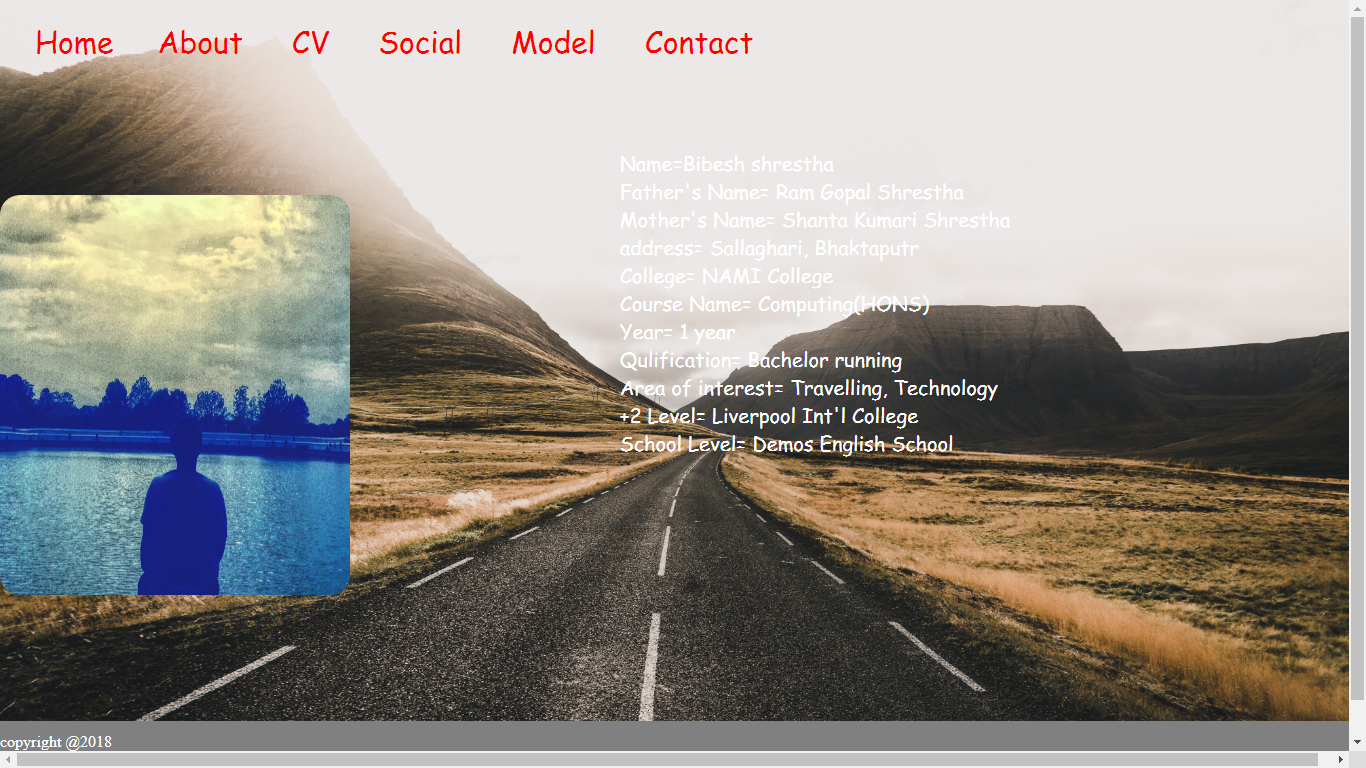 Home About CV Social Model Contact
Name=Bibesh shrestha
Father's Name= Ram Gopal Shrestha
Mother's Name= Shanta Kumari Shrestha
address= Sallaghari, Bhaktaputr
College= NAMI College
Course Name= Computing(HONS)
Year= 1 year
Qulification= Bachelor running
Area of interest= Travelling, Technology
+2 Level= Liverpool Int'l College
School Level= Demos English School
copyright @2018